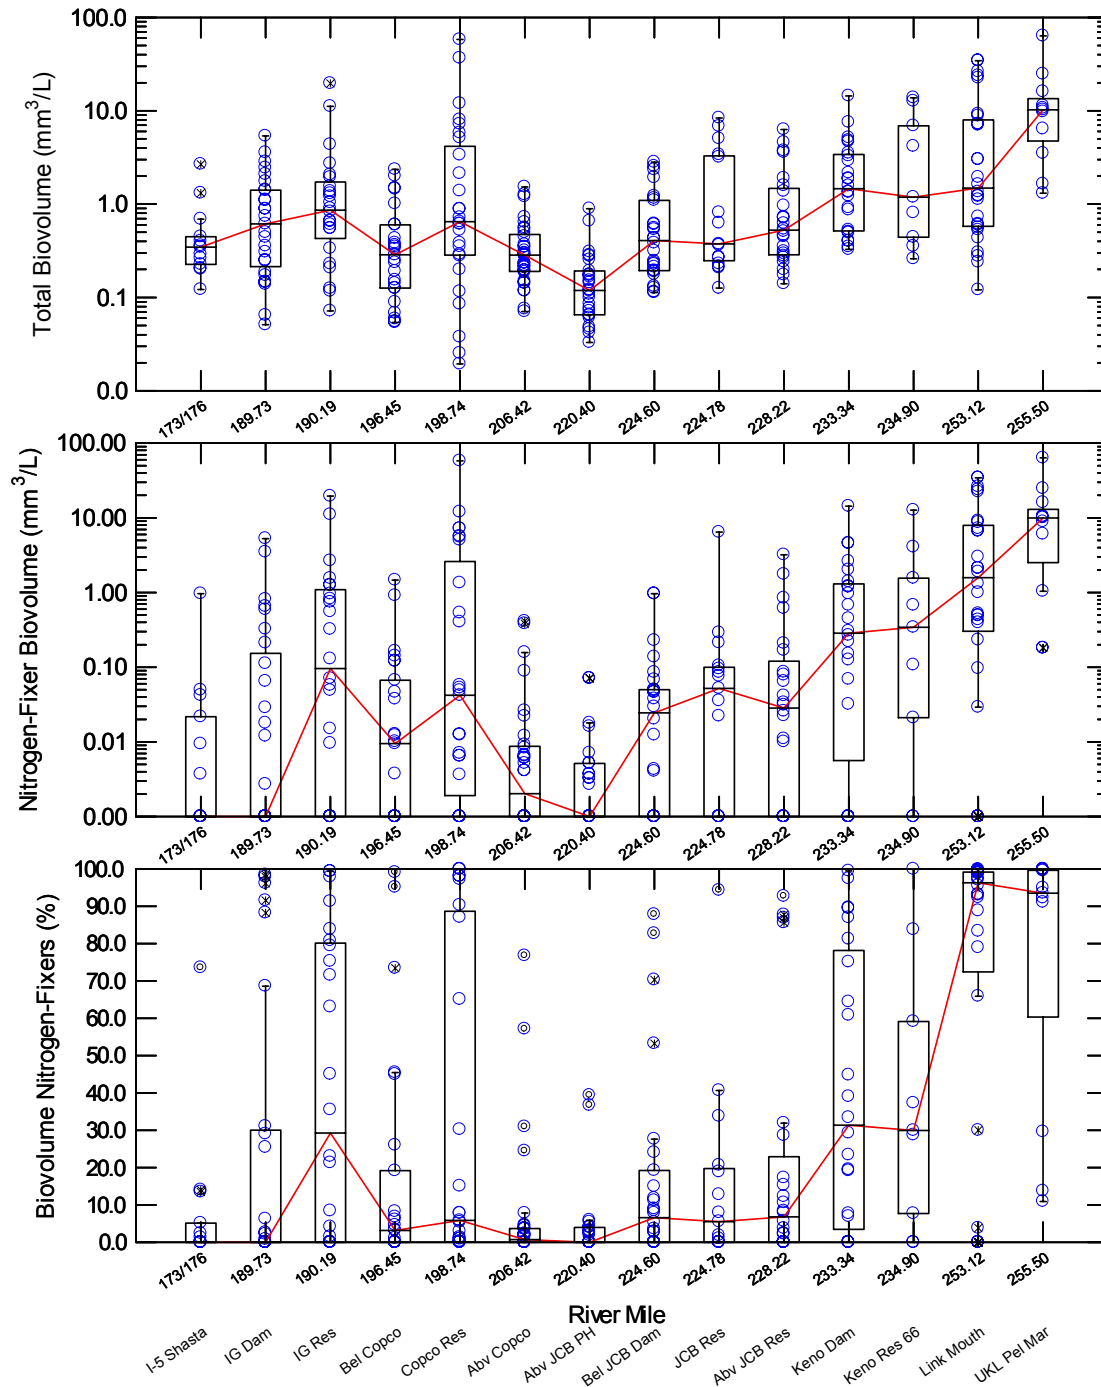 Total Biovolume (mm³/L)
100.0
10.0
1.0
0.1
0.0
173/176 189.73 190.19 196.45 198.74 206.42 220.40 224.60 224.78 228.22 233.34 234.90 253.12 255.50
Nitrogen-Fixer Biovolume (mm³/L)
100.00
10.00
1.00
0.10
0.01
0.00
173/176 189.73 190.19 196.45 198.74 206.42 220.40 224.60 224.78 228.22 233.34 234.90 253.12 255.50
Biovolume Nitrogen-Fixers (%)
100.0
90.0
80.0
70.0
60.0
50.0
40.0
30.0
20.0
10.0
0.0
173/176 189.73 190.19 196.45 198.74 206.42 220.40 224.60 224.78 228.22 233.34 234.90 253.12 255.50
River Mile
I-5 Shasta IG Dam IG Res Bel Copco Copco Res Abv Copco Abv JCB PH Bel JCB Dam JCB Res Abv JCB Res Keno Dam Keno Res 66 Link Mouth UKL Pel Mar